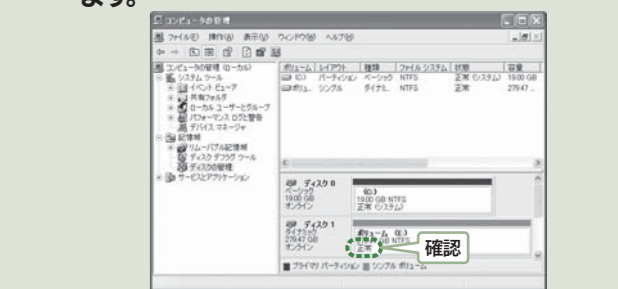 ます。
コンピュータの管理
ファイル(F) 操作(A) 表示(V) ウィンドウ(W) ヘルプ(H)
コンピュータの管理 (ローカル)
システム ツール
イベント ビューア
共有フォルダ
ローカル ユーザーとグループ
パフォーマンス ログと警告
デバイス マネージャ
記憶域
リムーバブル記憶域
ディスク デフラグ ツール
ディスクの管理
サービスとアプリケーション
ボリューム レイアウト 種類 ファイル システム 状態 容量
(C:) パーティション ベーシック NTFS 正常 (システム) 19.00 GB
ボリュ... シンプル ダイナミ... NTFS 正常 279.47 ...
ディスク 0
ベーシック
19.00 GB
オンライン
(C:)
19.00 GB NTFS
正常 (システム)
ディスク 1
ダイナミック
279.47 GB
オンライン
ボリューム (E:)
GB NTFS
正常
確認
プライマリ パーティション シンプル ボリューム